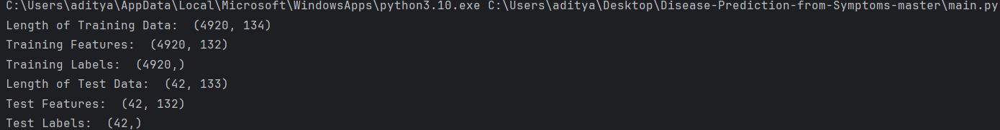 C:\Users\aditya\AppData\Local\Microsoft\WindowsApps\python3.10.exe C:\Users\aditya\Desktop\Disease-Prediction-from-Symptoms-master\main.py
Length of Training Data:  (4920, 134)
Training Features:  (4920, 132)
Training Labels:  (4920,)
Length of Test Data:  (42, 133)
Test Features:  (42, 132)
Test Labels:  (42,)